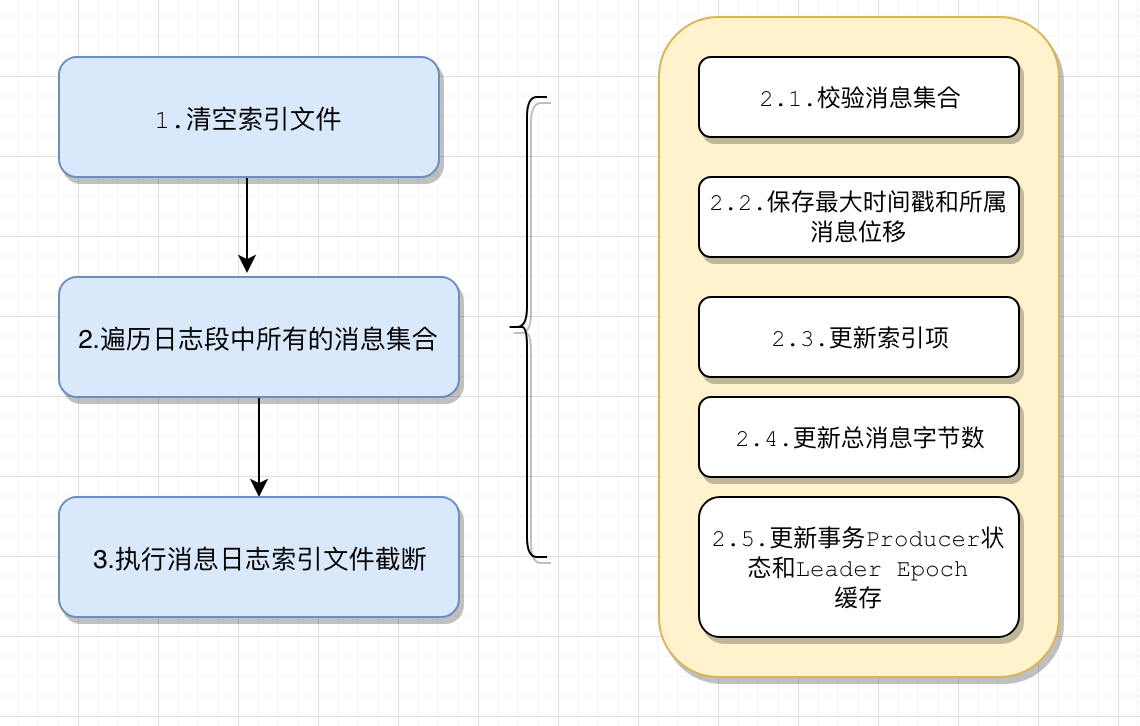 1.清空索引文件
2.遍历日志段中所有的消息集合
3.执行消息日志索引文件截断
2.1.校验消息集合
2.2.保存最大时间戳和所属
消息位移
2.3.更新索引项
2.4.更新总消息字节数
2.5.更新事务Producer状
态和Leader Epoch
缓存